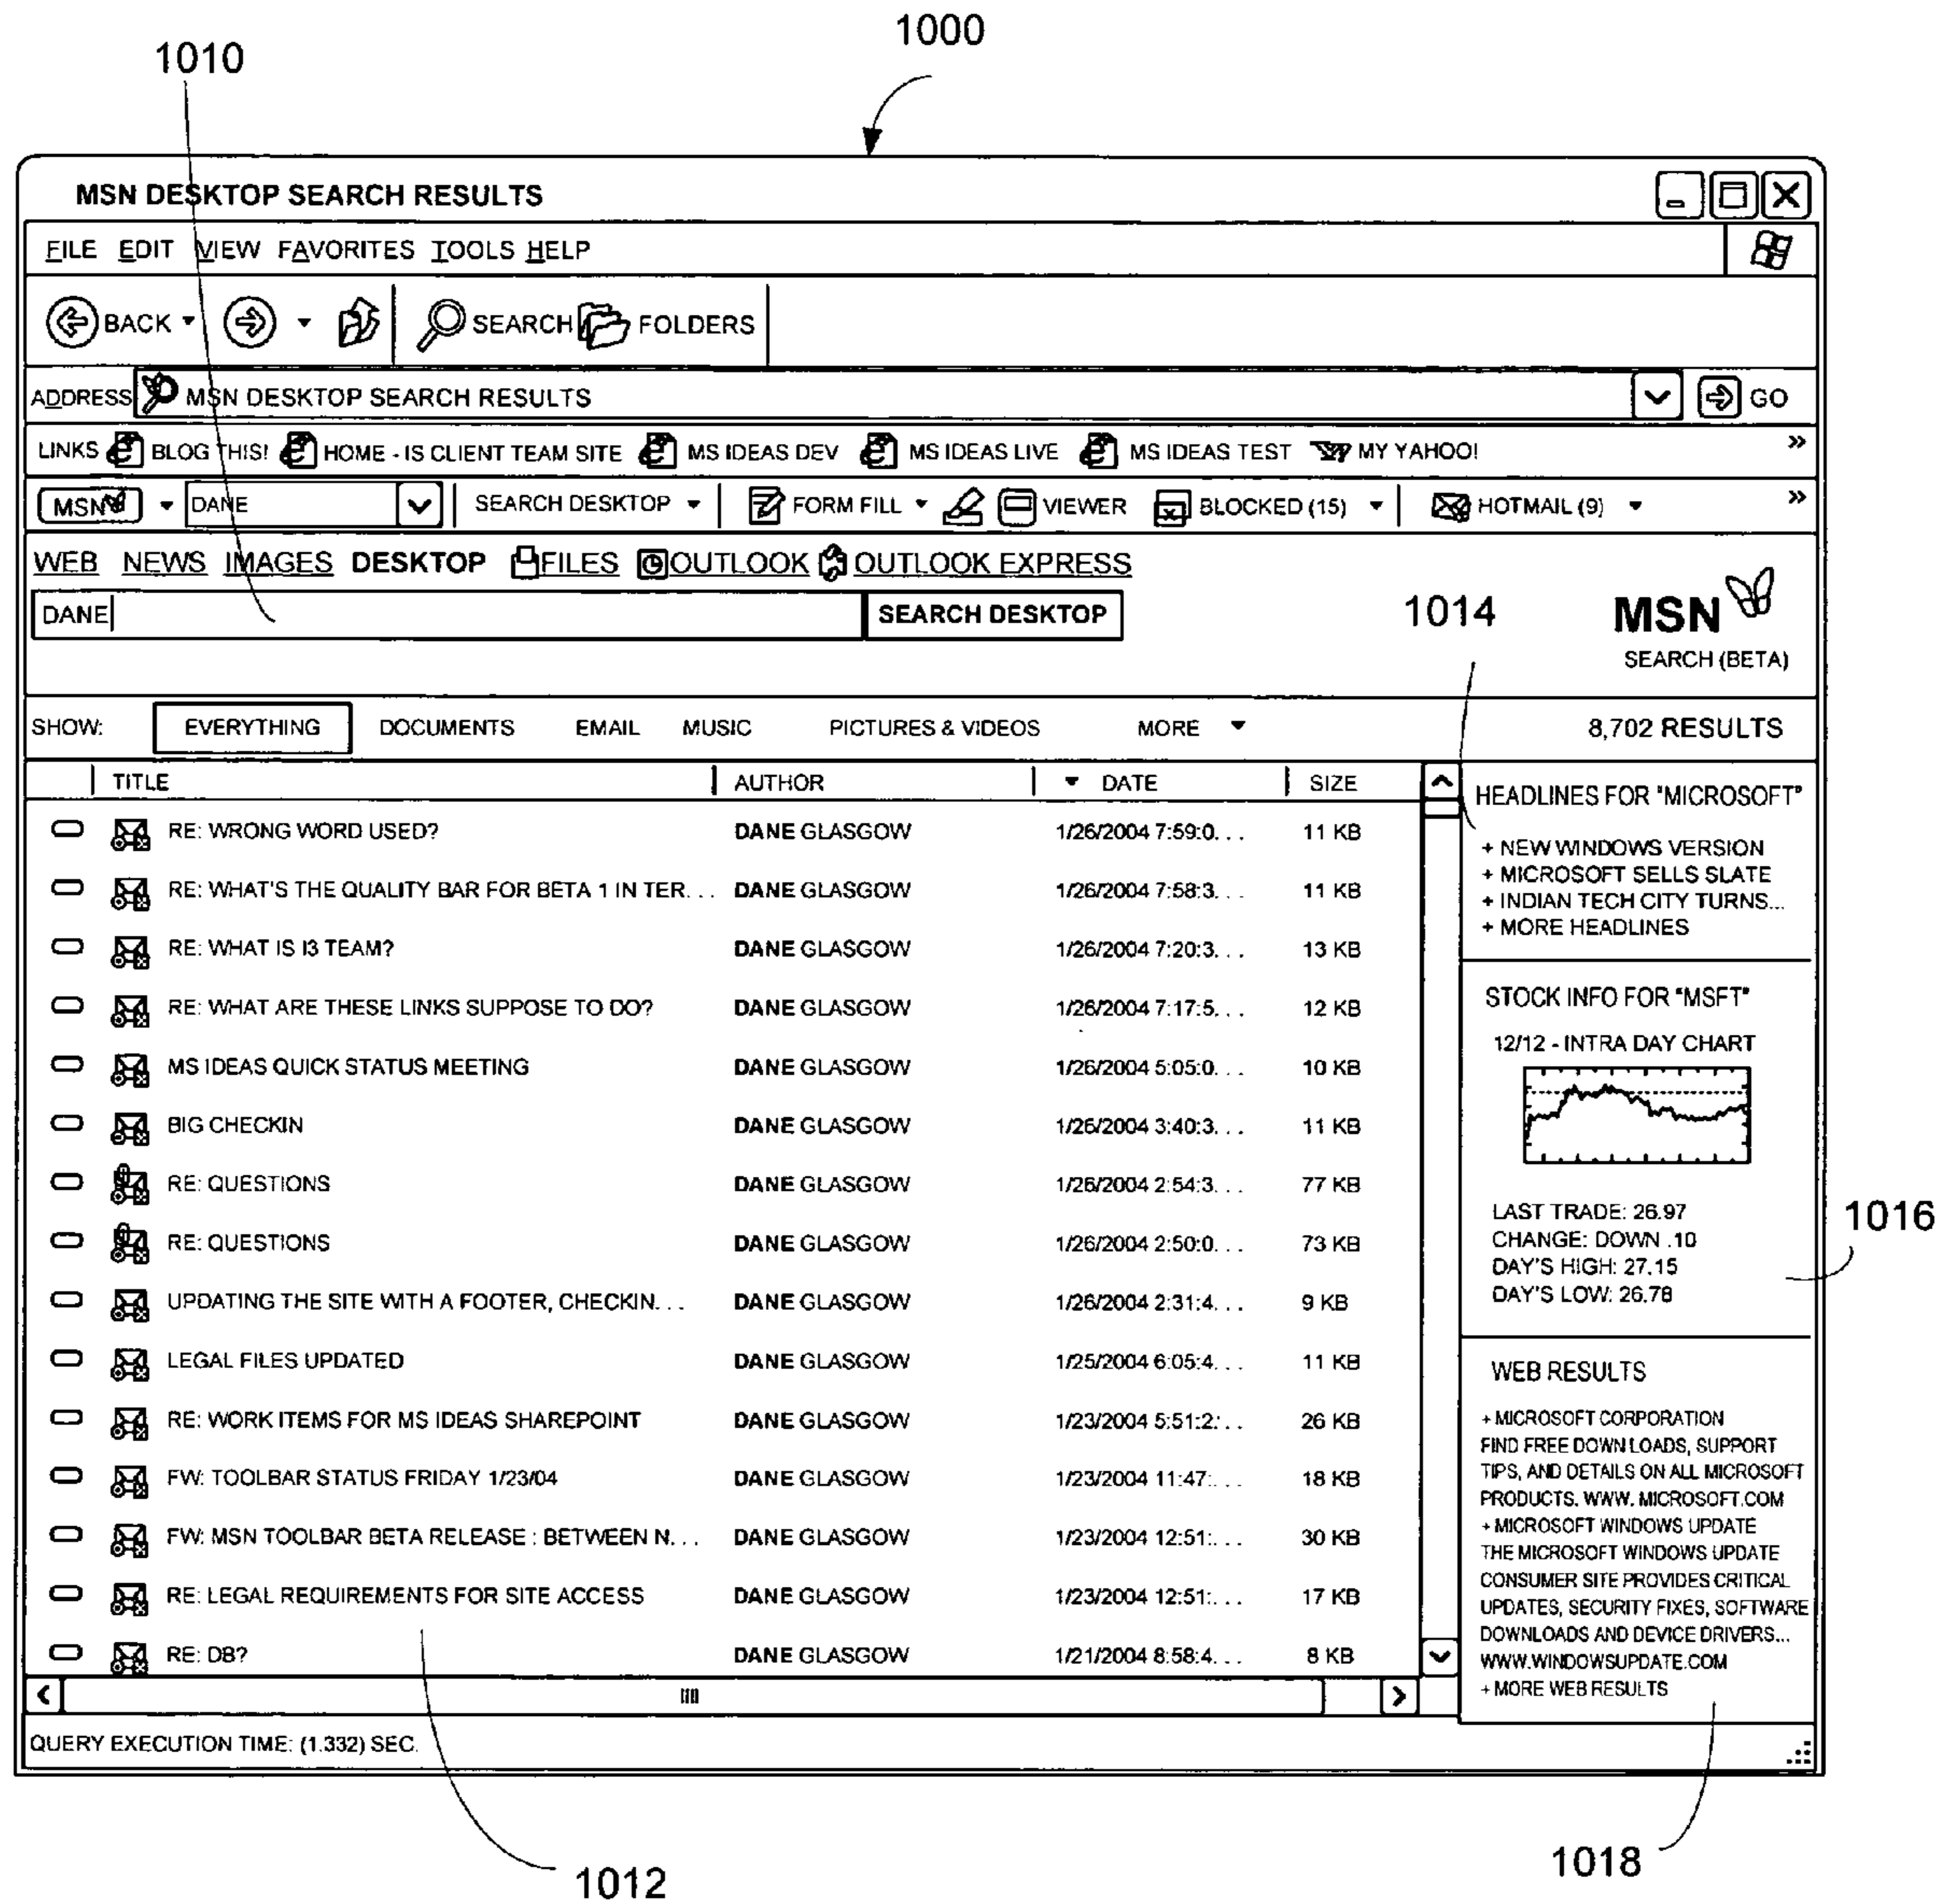 1000
1010
MSN DESKTOP SEARCH RESULTS
FILE EDIT VIEW FAVORITES TOOLS HELP
BACK SEARCH FOLDERS
ADDRESS MSN DESKTOP SEARCH RESULTS GO
LINKS BLOG THIS! HOME - IS CLIENT TEAM SITE MS IDEAS DEV MS IDEAS LIVE MS IDEAS TEST MY YAHOO! »
MSN DANE SEARCH DESKTOP FORM FILL VIEWER BLOCKED (15) HOTMAIL (9) »
WEB NEWS IMAGES DESKTOP FILES OUTLOOK OUTLOOK EXPRESS
DANE SEARCH DESKTOP
1014
MSN
SEARCH (BETA)
SHOW: EVERYTHING DOCUMENTS EMAIL MUSIC PICTURES & VIDEOS MORE 8,702 RESULTS
TITLE AUTHOR DATE SIZE
RE: WRONG WORD USED? DANE GLASGOW 1/26/2004 7:59:0... 11 KB
RE: WHAT'S THE QUALITY BAR FOR BETA 1 IN TER... DANE GLASGOW 1/26/2004 7:58:3... 11 KB
RE: WHAT IS I3 TEAM? DANE GLASGOW 1/26/2004 7:20:3... 13 KB
RE: WHAT ARE THESE LINKS SUPPOSE TO DO? DANE GLASGOW 1/26/2004 7:17:5... 12 KB
MS IDEAS QUICK STATUS MEETING DANE GLASGOW 1/26/2004 5:05:0... 10 KB
BIG CHECKIN DANE GLASGOW 1/26/2004 3:40:3... 11 KB
RE: QUESTIONS DANE GLASGOW 1/26/2004 2:54:3... 77 KB
RE: QUESTIONS DANE GLASGOW 1/26/2004 2:50:0... 73 KB
UPDATING THE SITE WITH A FOOTER, CHECKIN... DANE GLASGOW 1/26/2004 2:31:4... 9 KB
LEGAL FILES UPDATED DANE GLASGOW 1/25/2004 6:05:4... 11 KB
RE: WORK ITEMS FOR MS IDEAS SHAREPOINT DANE GLASGOW 1/23/2004 5:51:2... 26 KB
FW: TOOLBAR STATUS FRIDAY 1/23/04 DANE GLASGOW 1/23/2004 11:47:... 18 KB
FW: MSN TOOLBAR BETA RELEASE : BETWEEN N... DANE GLASGOW 1/23/2004 12:51:... 30 KB
RE: LEGAL REQUIREMENTS FOR SITE ACCESS DANE GLASGOW 1/23/2004 12:51:... 17 KB
RE: DB? DANE GLASGOW 1/21/2004 8:58:4... 8 KB
HEADLINES FOR "MICROSOFT"
+ NEW WINDOWS VERSION
+ MICROSOFT SELLS SLATE
+ INDIAN TECH CITY TURNS...
+ MORE HEADLINES
STOCK INFO FOR "MSFT"
12/12 - INTRA DAY CHART
LAST TRADE: 26.97
CHANGE: DOWN .10
DAY'S HIGH: 27.15
DAY'S LOW: 26.78
1016
WEB RESULTS
+ MICROSOFT CORPORATION
FIND FREE DOWNLOADS, SUPPORT
TIPS, AND DETAILS ON ALL MICROSOFT
PRODUCTS. WWW. MICROSOFT.COM
+ MICROSOFT WINDOWS UPDATE
THE MICROSOFT WINDOWS UPDATE
CONSUMER SITE PROVIDES CRITICAL
UPDATES, SECURITY FIXES, SOFTWARE
DOWNLOADS AND DEVICE DRIVERS...
WWW.WINDOWSUPDATE.COM
+ MORE WEB RESULTS
QUERY EXECUTION TIME: (1.332) SEC.
1012
1018